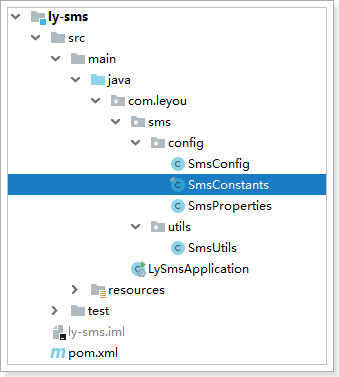 ly-sms
src
main
java
com.leyou
sms
config
SmsConfig
SmsConstants
SmsProperties
utils
SmsUtils
LySmsApplication
resources
test
ly-sms.iml
pom.xml